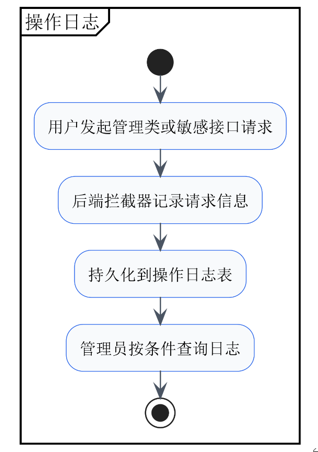 操作日志
用户发起管理类或敏感接口请求
后端拦截器记录请求信息
持久化到操作日志表
管理员按条件查询日志